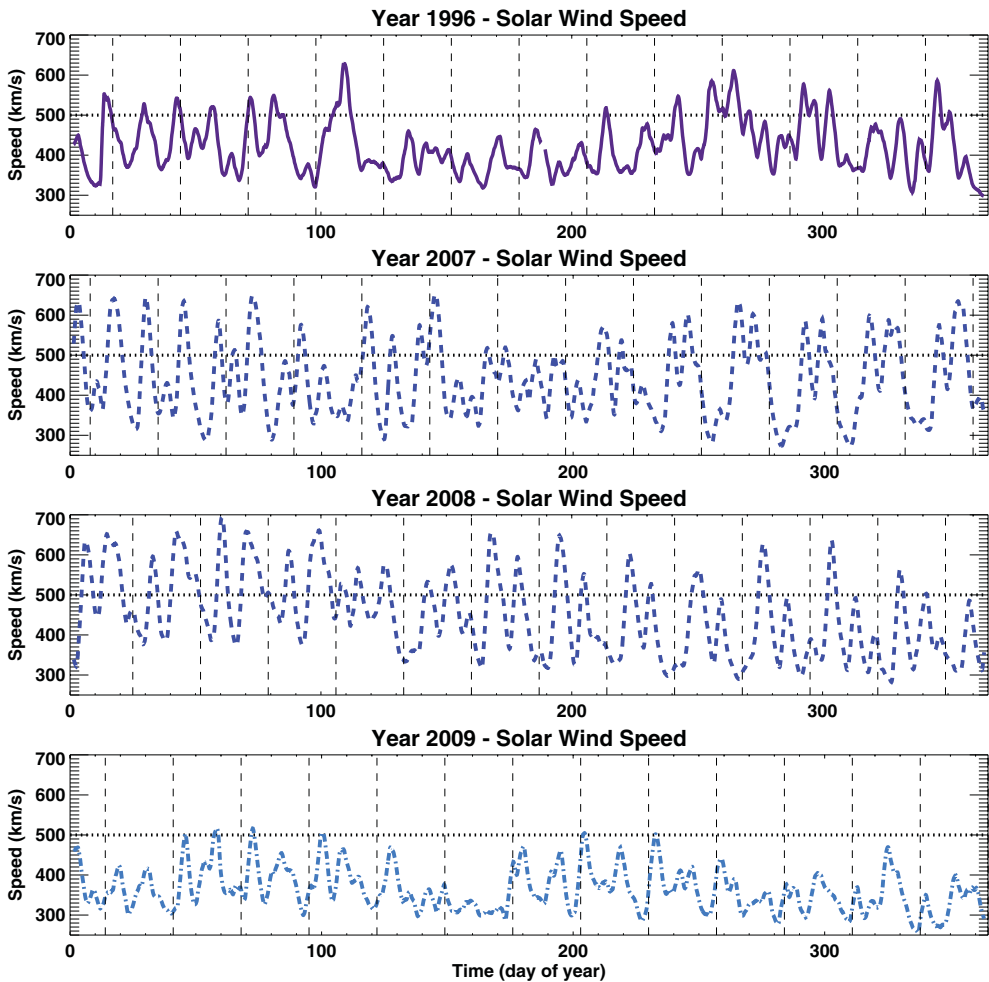 Year 1996 - Solar Wind Speed
700
600
500
400
300
Speed (km/s)
0 100 200 300
Year 2007 - Solar Wind Speed
700
600
500
400
300
Speed (km/s)
0 100 200 300
Year 2008 - Solar Wind Speed
700
600
500
400
300
Speed (km/s)
0 100 200 300
Year 2009 - Solar Wind Speed
700
600
500
400
300
Speed (km/s)
0 100 200 300
Time (day of year)